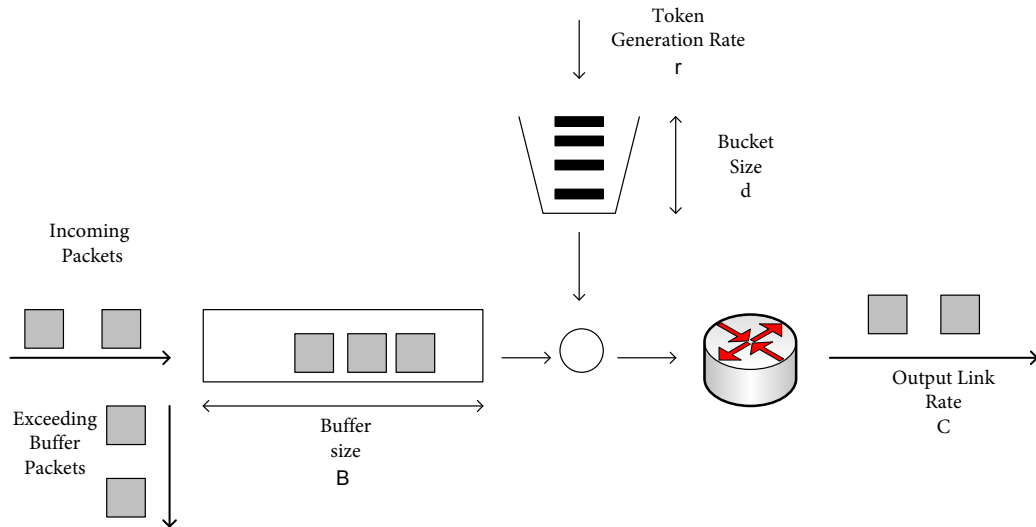 Token
Generation Rate
r
Bucket
Size
d
Incoming
Packets
Exceeding
Buffer
Packets
Buffer
size
B
Output Link
Rate
C